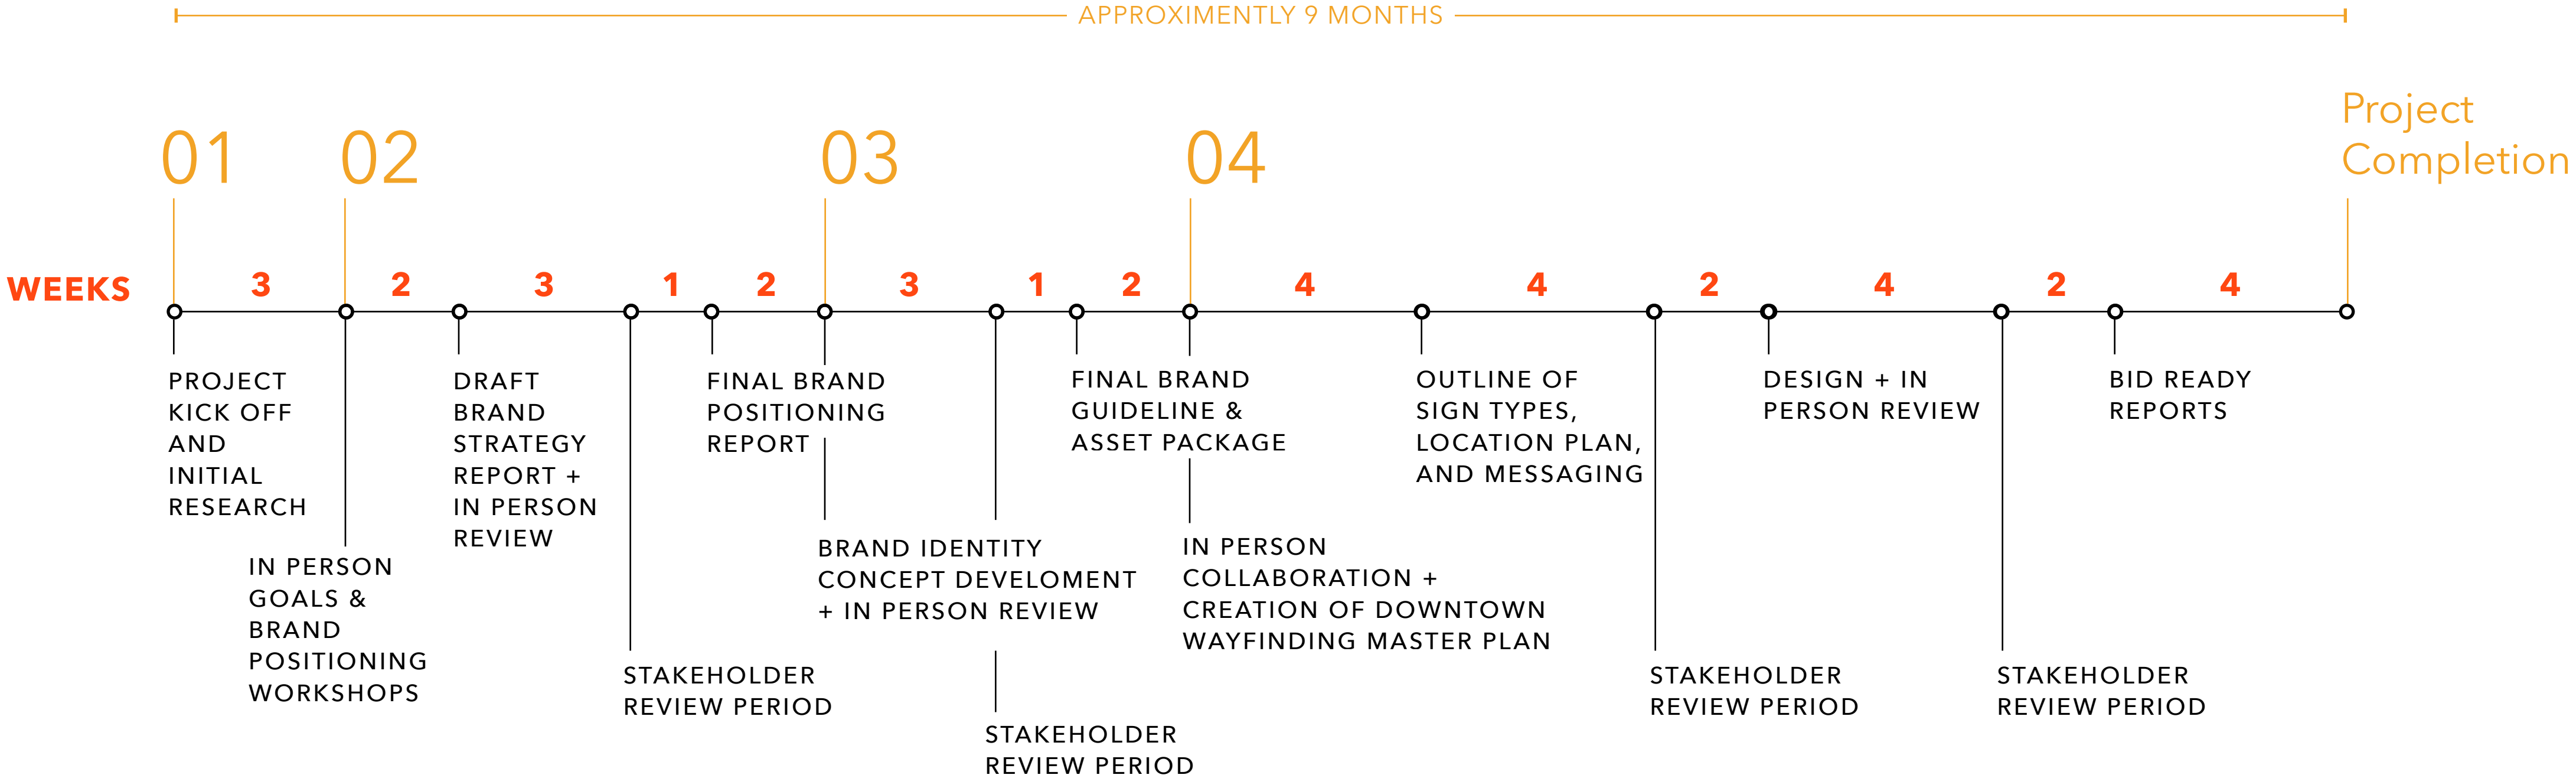 APPROXIMENTLY 9 MONTHS
01
02
03
04
Project
Completion
WEEKS
3
2
3
1
2
3
1
2
4
4
2
4
2
4
PROJECT
KICK OFF
AND
INITIAL
RESEARCH
IN PERSON
GOALS &
BRAND
POSITIONING
WORKSHOPS
DRAFT
BRAND
STRATEGY
REPORT +
IN PERSON
REVIEW
STAKEHOLDER
REVIEW PERIOD
FINAL BRAND
POSITIONING
REPORT
BRAND IDENTITY
CONCEPT DEVELOMENT
+ IN PERSON REVIEW
STAKEHOLDER
REVIEW PERIOD
FINAL BRAND
GUIDELINE &
ASSET PACKAGE
IN PERSON
COLLABORATION +
CREATION OF DOWNTOWN
WAYFINDING MASTER PLAN
OUTLINE OF
SIGN TYPES,
LOCATION PLAN,
AND MESSAGING
STAKEHOLDER
REVIEW PERIOD
DESIGN + IN
PERSON REVIEW
STAKEHOLDER
REVIEW PERIOD
BID READY
REPORTS